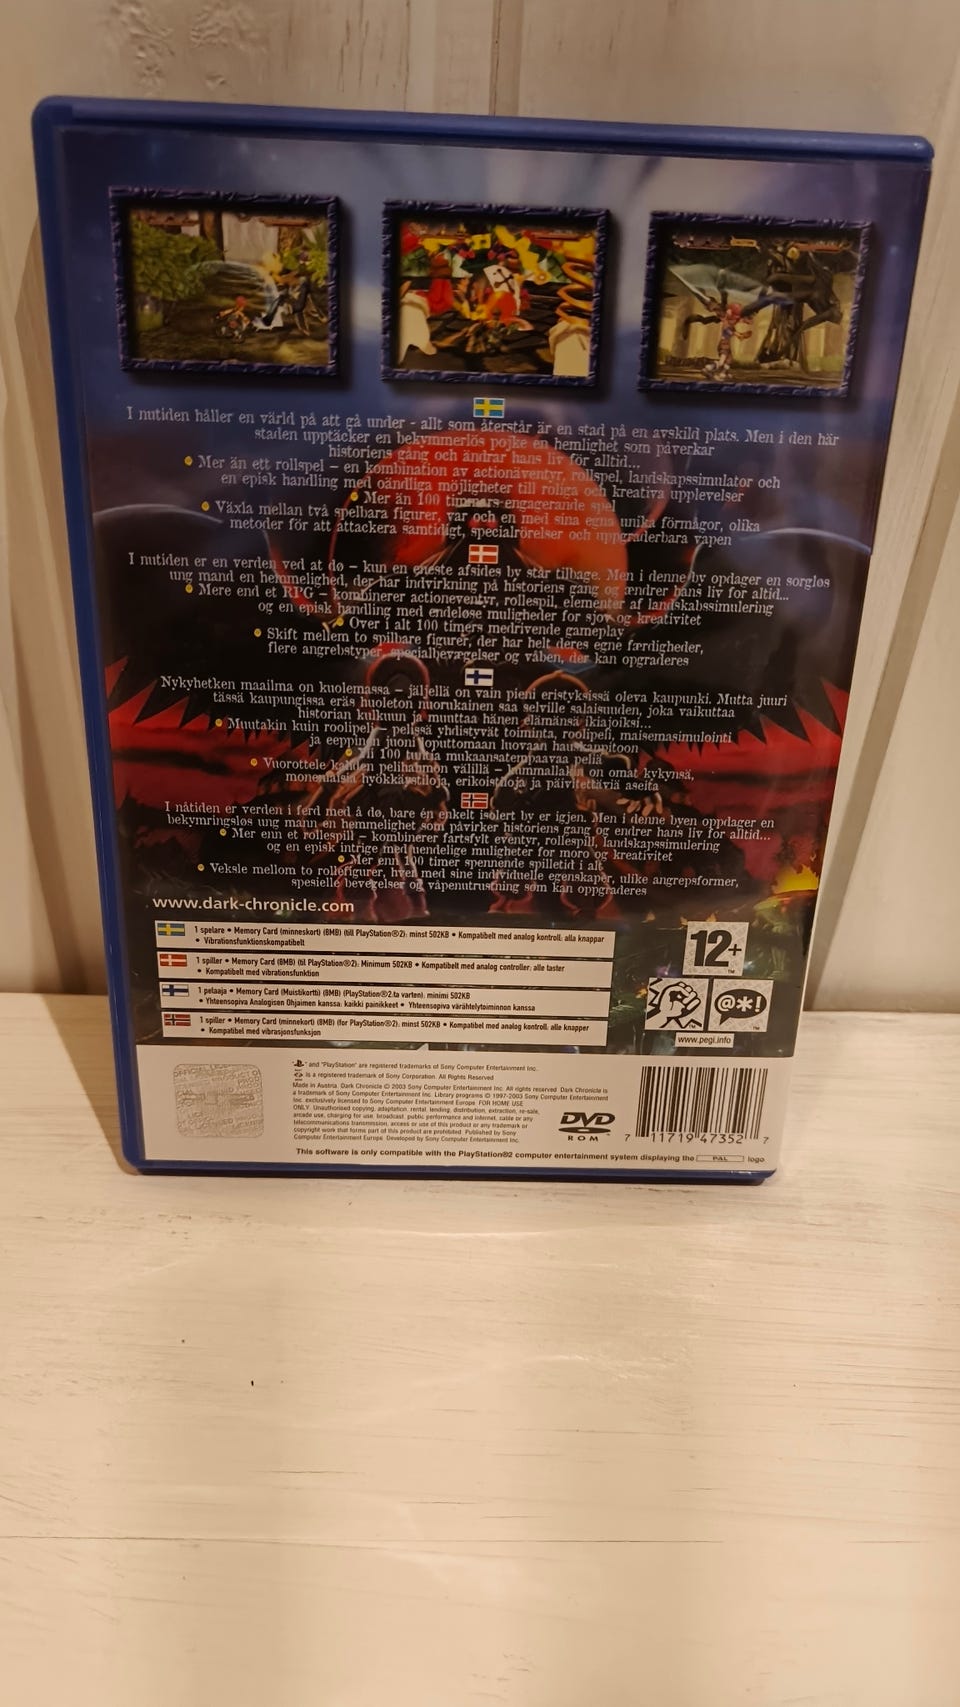 I nutiden håller en värld på att gå under - allt som återstår är en stad på en avskild plats. Men i den här
staden upptäcker en bekymmerlös pojke en hemlighet som påverkar
historiens gång och ändrar hans liv för alltid...
Mer än ett rollspel – en kombination av actionäventyr, rollspel, landskapssimulator och
en episk handling med oändliga möjligheter till roliga och kreativa upplevelser
Mer än 100 timmars engagerande spel
Växla mellan två spelbara figurer, var och en med sina egna unika förmågor, olika
metoder för att attackera samtidigt, specialrörelser och uppgraderbara vapen
I nutiden er en verden ved at dø – kun en eneste afsides by står tilbage. Men i denne by opdager en sorgløs
ung mand en hemmelighed, der har indvirkning på historiens gang og ændrer hans liv for altid...
Mere end et RPG – kombinerer actioneventyr, rollespil, elementer af landskabssimulering
og en episk handling med endeløse muligheder for sjov og kreativitet
Over i alt 100 timers medrivende gameplay
Skift mellem to spilbare figurer, der har helt deres egne færdigheder,
flere angrebstyper, specialbevægelser og våben, der kan opgraderes
Nykyhetken maailma on kuolemassa – jäljellä on vain pieni eristyksissä oleva kaupunki. Mutta juuri
tässä kaupungissa eräs huoleton nuorukainen saa selville salaisuuden, joka vaikuttaa
historian kulkuun ja muuttaa hänen elämänsä ikiajoiksi...
Muutakin kuin roolipeli – pelissä yhdistyvät toiminta, roolipeli, maisemasimulointi
ja eeppinen juoni loputtomaan luovaan hauskanpitoon
Yli 100 tuntia mukaansatempaavaa peliä
Vuorottele kahden pelihahmon välillä – kummallakin on omat kykynsä,
monenlaisia hyökkäystiloja, erikoistiloja ja päivitettäviä aseita
I nåtiden er verden i ferd med å dø, bare én enkelt isolert by er igjen. Men i denne byen oppdager en
bekymringsløs ung mann en hemmelighet som påvirker historiens gang og endrer hans liv for alltid...
Mer enn et rollespill – kombinerer fartsfylt eventyr, rollespill, landskapssimulering
og en episk intrige med uendelige muligheter for moro og kreativitet
Mer enn 100 timer spennende spilletid i alt
Veksle mellom to rollefigurer, hver med sine individuelle egenskaper, ulike angrepsformer,
spesielle bevegelser og våpenutrustning som kan oppgraderes
www.dark-chronicle.com
1 spelare • Memory Card (minneskort) (8MB) (till PlayStation®2): minst 502KB • Kompatibelt med analog kontroll: alla knappar
• Vibrationsfunktionskompatibelt
1 spiller • Memory Card (8MB) (til PlayStation®2): Minimum 502KB • Kompatibelt med analog controller: alle taster
• Kompatibelt med vibrationsfunktion
1 pelaaja • Memory Card (Muistikortti) (8MB) (PlayStation®2.ta varten): minimi 502KB
• Yhteensopiva Analogisen Ohjaimen kanssa: kaikki painikkeet • Yhteensopiva värähtelytoiminnon kanssa
1 spiller • Memory Card (minnekort) (8MB) (for PlayStation®2): minst 502KB • Kompatibel med analog kontroll: alle knapper
• Kompatibel med vibrasjonsfunksjon
12+
@*!
www.pegi.info
" " and "PlayStation" are registered trademarks of Sony Computer Entertainment Inc.
is a registered trademark of Sony Corporation. All Rights Reserved
Made in Austria. Dark Chronicle © 2003 Sony Computer Entertainment Inc. All rights reserved. Dark Chronicle is
a trademark of Sony Computer Entertainment Inc. Library programs © 1997-2003 Sony Computer Entertainment
Inc. exclusively licensed to Sony Computer Entertainment Europe. FOR HOME USE
ONLY. Unauthorised copying, adaptation, rental, lending, distribution, extraction, re-sale,
arcade use, charging for use, broadcast, public performance and internet, cable or any
telecommunications transmission, access or use of this product or any trademark or
copyright work that forms part of this product are prohibited. Published by Sony
Computer Entertainment Europe. Developed by Sony Computer Entertainment Inc.
DVD
ROM
7 11719 47352 7
This software is only compatible with the PlayStation®2 computer entertainment system displaying the PAL logo